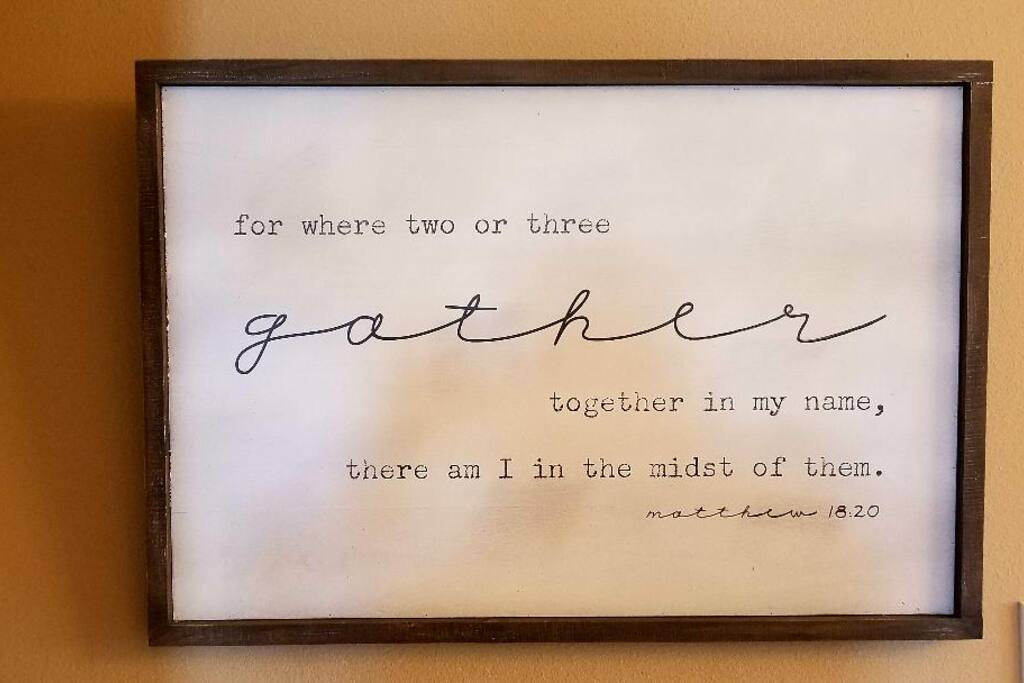 for where two or three
gather
together in my name,
there am I in the midst of them.
matthew 18:20